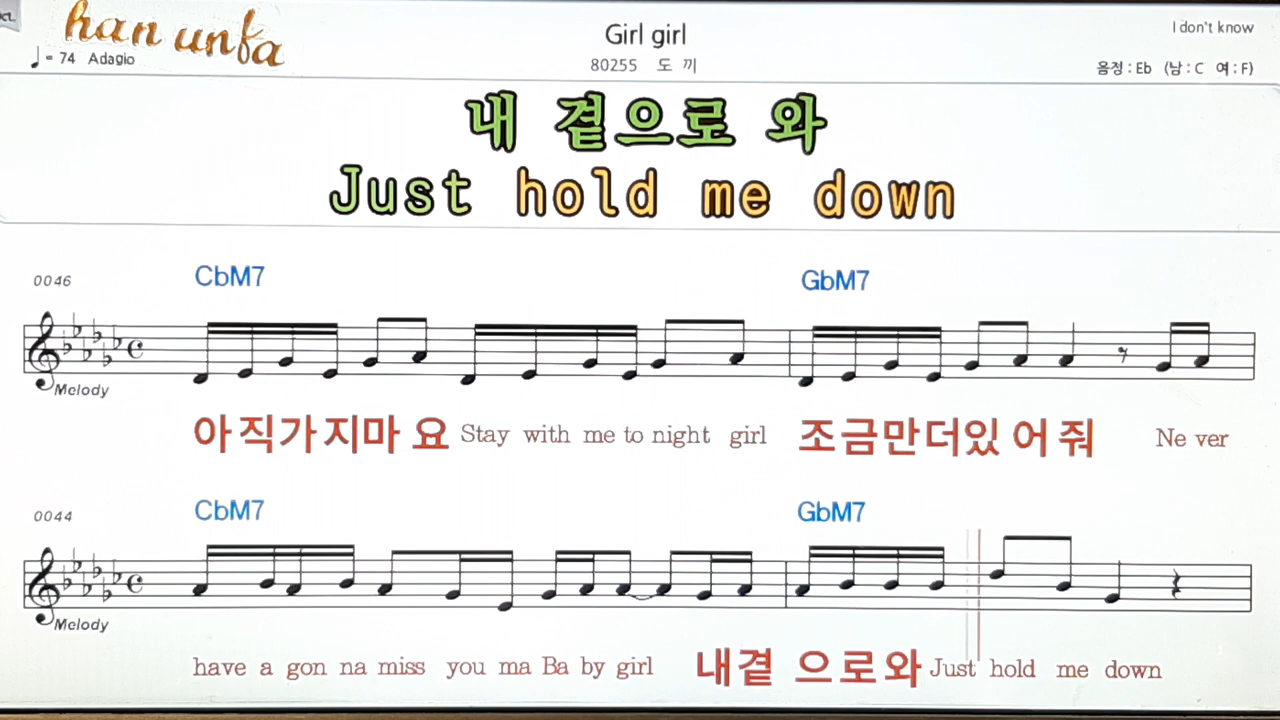 han unfa
Girl girl
I don't know
♩= 74 Adagio
80255 도 끼
음정 : Eb (남 : C 여 : F)
내 곁으로 와
Just hold me down
0046
CbM7 GbM7
Melody
아직가지마 요 Stay with me to night girl 조금만더있 어 줘 Ne ver
0044
CbM7 GbM7
Melody
have a gon na miss you ma Ba by girl 내곁 으로와 Just hold me down